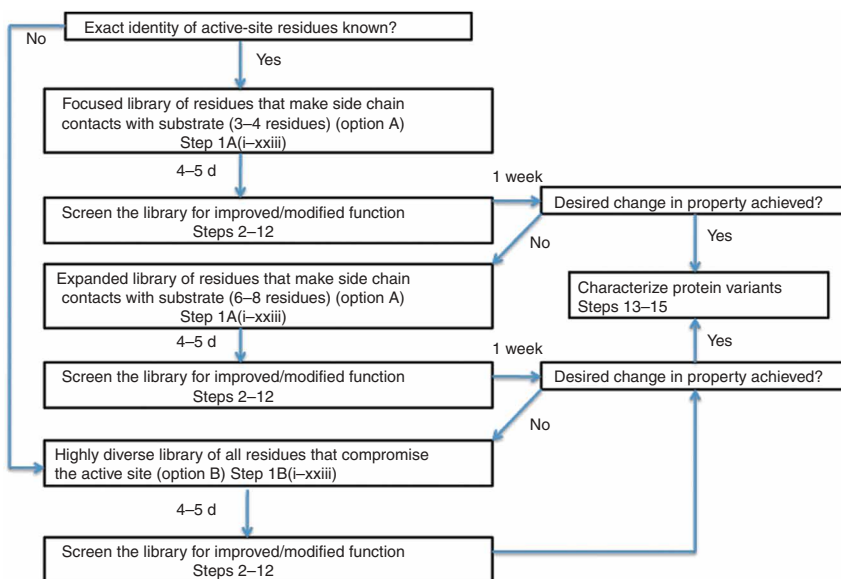 Exact identity of active-site residues known?
No
Yes
Focused library of residues that make side chain
contacts with substrate (3–4 residues) (option A)
Step 1A(i–xxiii)
4–5 d
1 week
Screen the library for improved/modified function
Steps 2–12
Desired change in property achieved?
No
Yes
Expanded library of residues that make side chain
contacts with substrate (6–8 residues) (option A)
Step 1A(i–xxiii)
Characterize protein variants
Steps 13–15
4–5 d
1 week
Yes
Screen the library for improved/modified function
Steps 2–12
Desired change in property achieved?
No
Highly diverse library of all residues that compromise
the active site (option B) Step 1B(i–xxiii)
4–5 d
Screen the library for improved/modified function
Steps 2–12